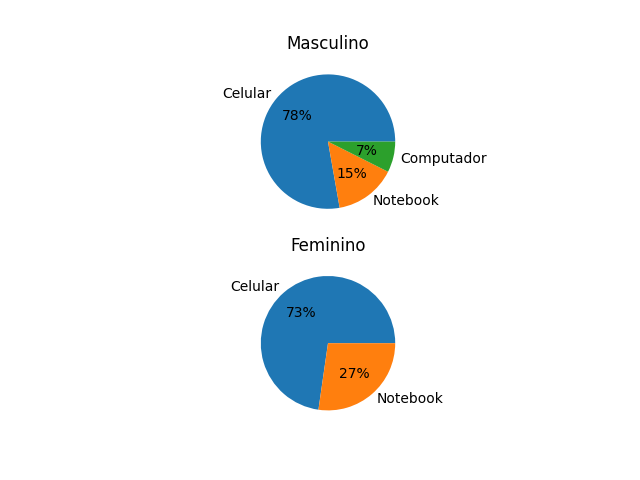 Masculino
Celular
78%
7%
Computador
15%
Notebook
Feminino
Celular
73%
27%
Notebook